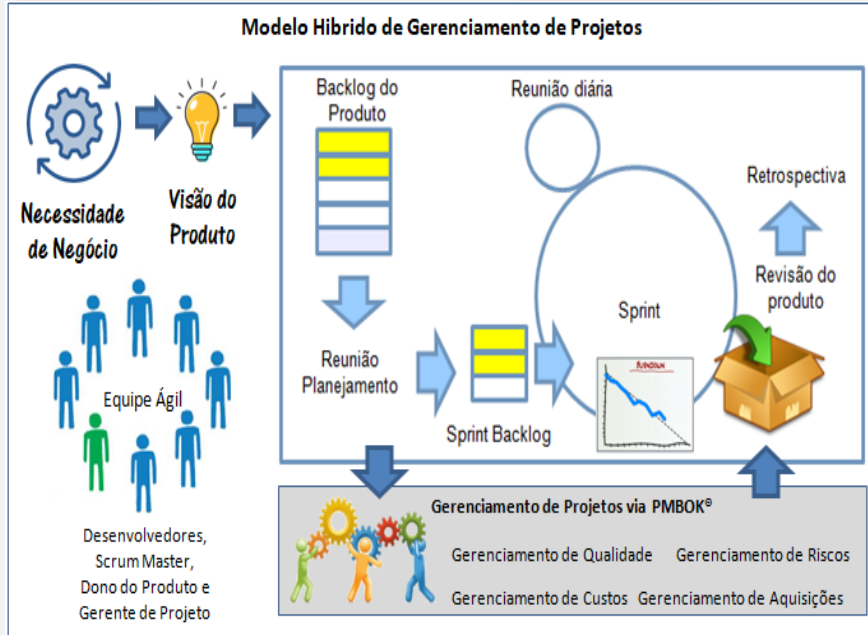 Modelo Hibrido de Gerenciamento de Projetos
Necessidade
de Negócio
Visão do
Produto
Backlog do
Produto
Reunião diária
Retrospectiva
Revisão do
produto
Sprint
BURNDOWN
Reunião
Planejamento
Sprint Backlog
Equipe Ágil
Desenvolvedores,
Scrum Master,
Dono do Produto e
Gerente de Projeto
Gerenciamento de Projetos via PMBOK®
Gerenciamento de Qualidade
Gerenciamento de Riscos
Gerenciamento de Custos
Gerenciamento de Aquisições